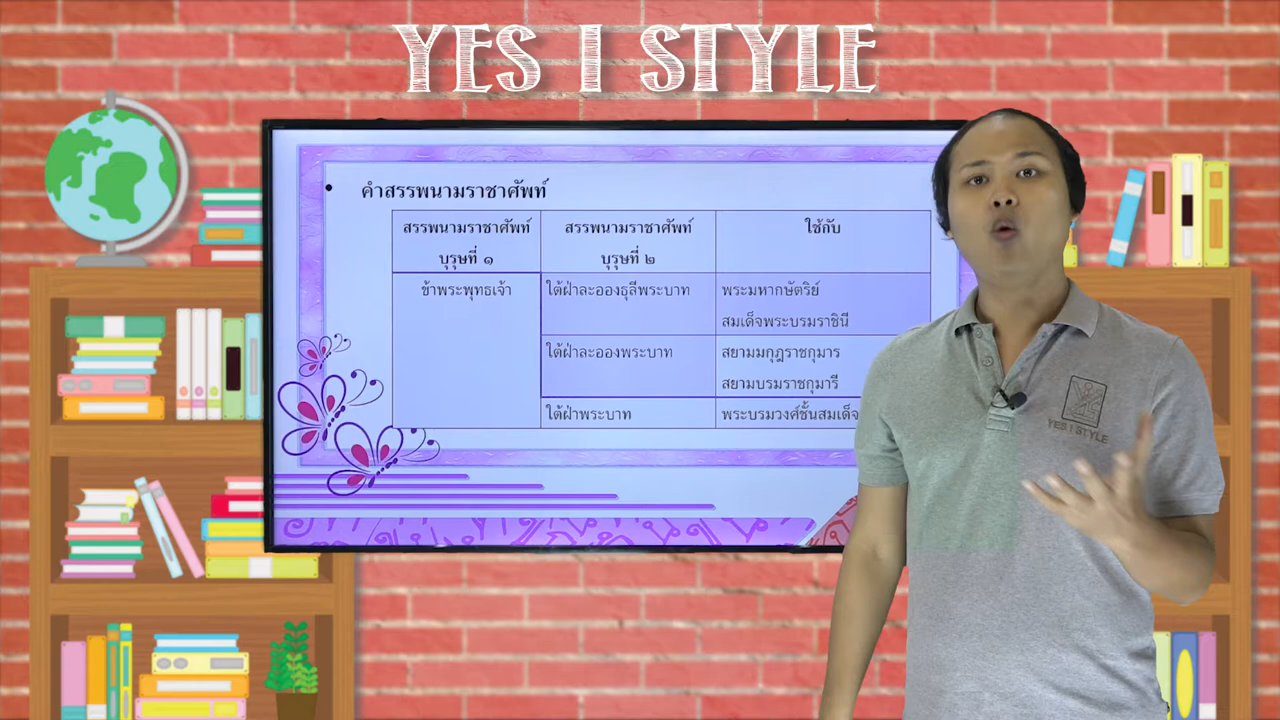 YES I STYLE
• คำสรรพนามราชาศัพท์
สรรพนามราชาศัพท์ สรรพนามราชาศัพท์ ใช้กับ
บุรุษที่ ๑ บุรุษที่ ๒
ข้าพระพุทธเจ้า ใต้ฝ่าละอองธุลีพระบาท พระมหากษัตริย์
สมเด็จพระบรมราชินี
ใต้ฝ่าละอองพระบาท สยามมกุฎราชกุมาร
สยามบรมราชกุมารี
ใต้ฝ่าพระบาท พระบรมวงศ์ชั้นสมเด็จ
YES I STYLE